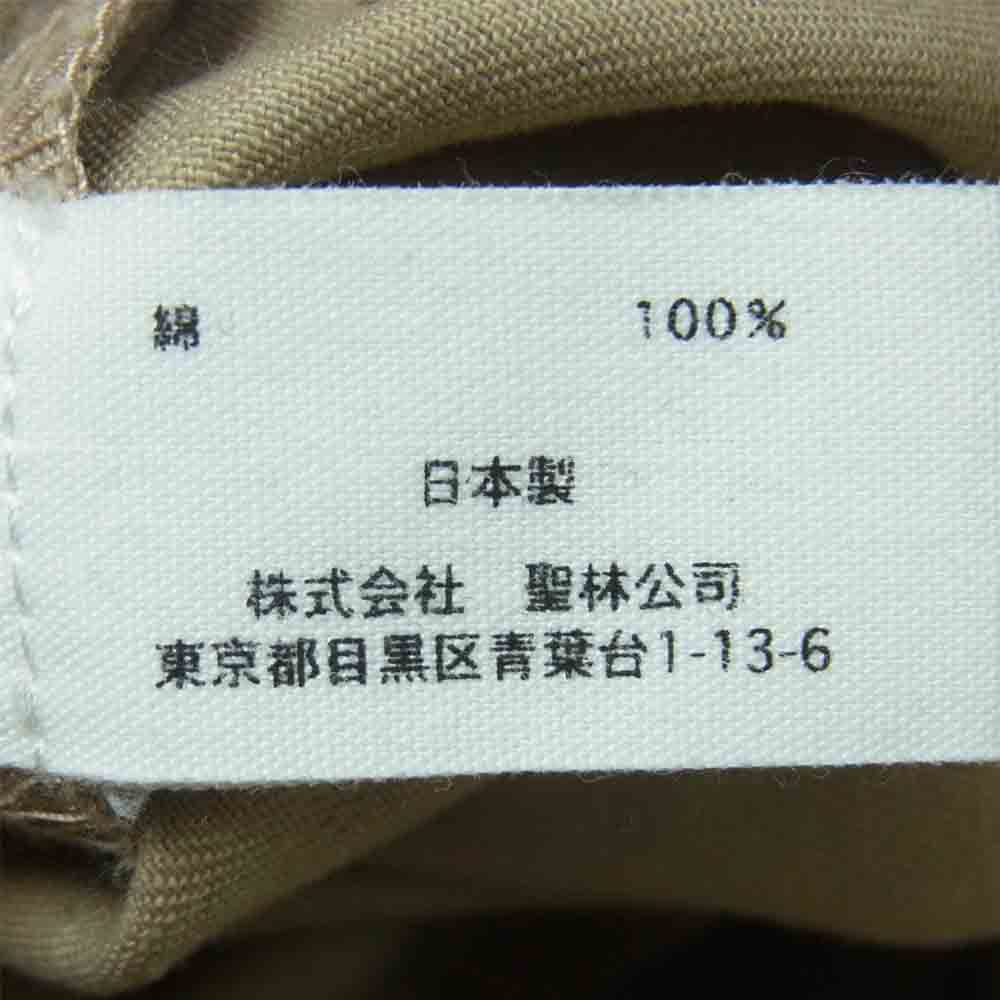 綿 100%
日本製
株式会社 聖林公司
東京都目黒区青葉台1-13-6